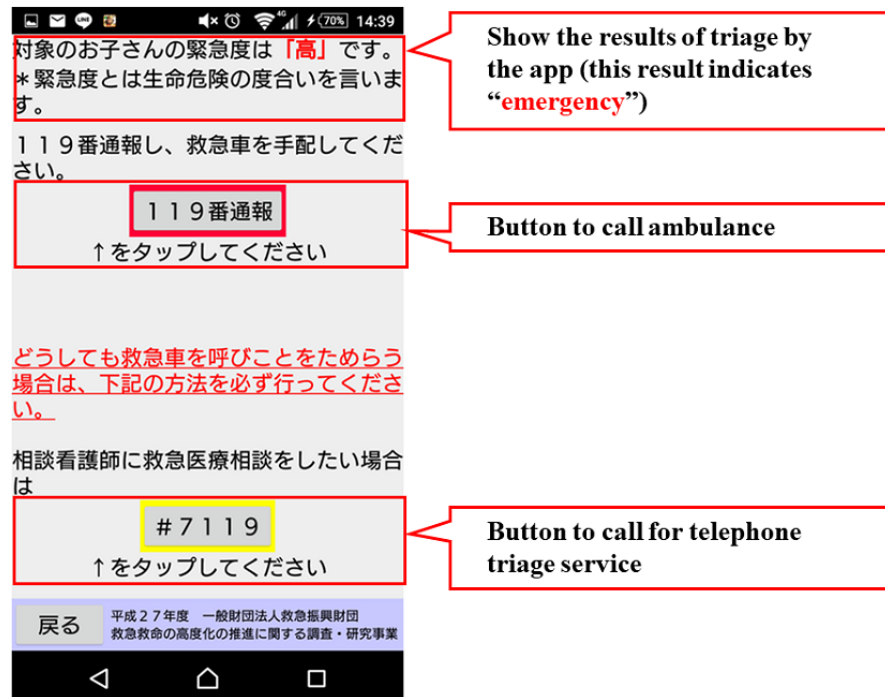 4G 70% 14:39
対象のお子さんの緊急度は「高」です。
＊緊急度とは生命危険の度合いを言いま
す。
１１９番通報し、救急車を手配してくだ
さい。
１１９番通報
↑をタップしてください
どうしても救急車を呼びことをためらう
場合は、下記の方法を必ず行ってくださ
い。
相談看護師に救急医療相談をしたい場合
は
＃７１１９
↑をタップしてください
戻る
平成２７年度　一般財団法人救急振興財団
救急救命の高度化の推進に関する調査・研究事業
Show the results of triage by
the app (this result indicates
“emergency”)
Button to call ambulance
Button to call for telephone
triage service